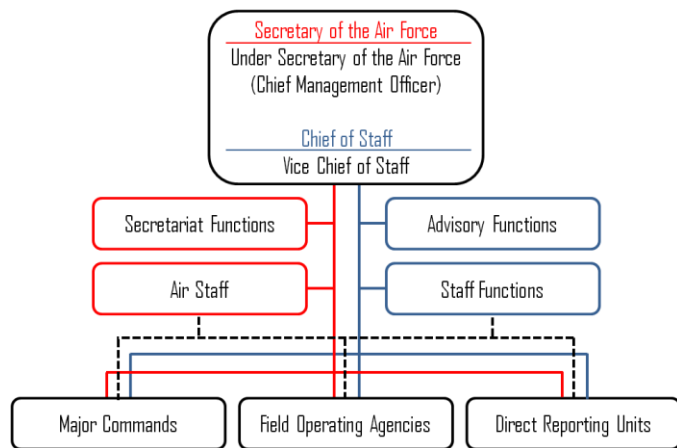 Secretary of the Air Force
Under Secretary of the Air Force
(Chief Management Officer)
Chief of Staff
Vice Chief of Staff
Secretariat Functions
Advisory Functions
Air Staff
Staff Functions
Major Commands
Field Operating Agencies
Direct Reporting Units